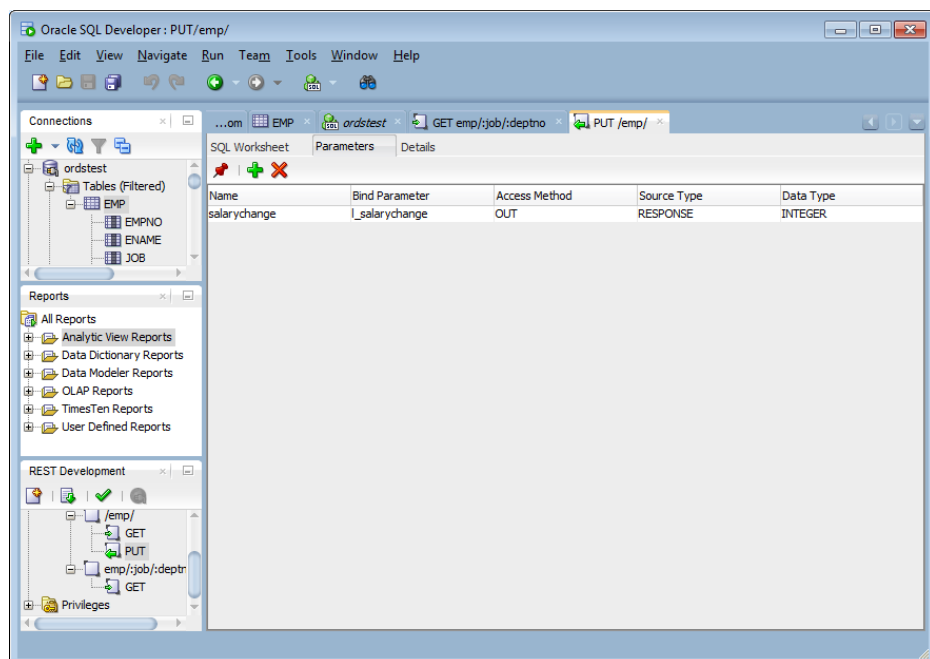 Oracle SQL Developer : PUT/emp/
File Edit View Navigate Run Team Tools Window Help
SQL
Connections
...om EMP ordstest GET emp/:job/:deptno PUT /emp/
SQL Worksheet Parameters Details
ordstest
Tables (Filtered)
EMP
EMPNO
ENAME
JOB
Name Bind Parameter Access Method Source Type Data Type
salarychange l_salarychange OUT RESPONSE INTEGER
Reports
All Reports
Analytic View Reports
Data Dictionary Reports
Data Modeler Reports
OLAP Reports
TimesTen Reports
User Defined Reports
REST Development
/emp/
GET
PUT
emp/:job/:deptn
GET
Privileges